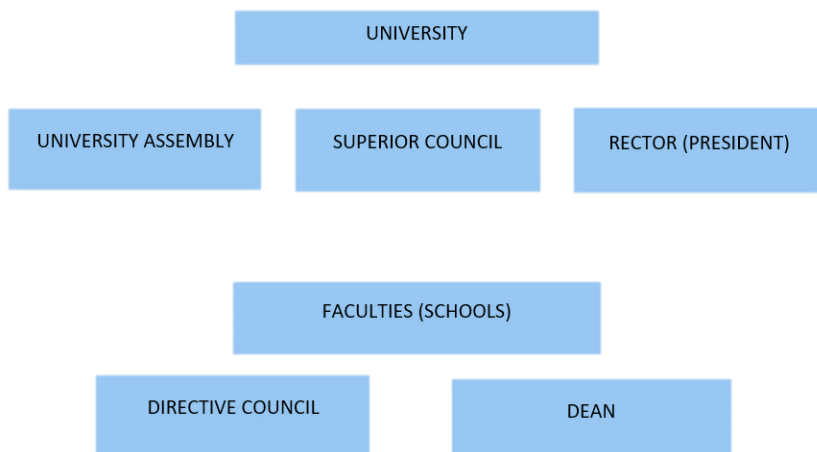 UNIVERSITY
UNIVERSITY ASSEMBLY
SUPERIOR COUNCIL
RECTOR (PRESIDENT)
FACULTIES (SCHOOLS)
DIRECTIVE COUNCIL
DEAN